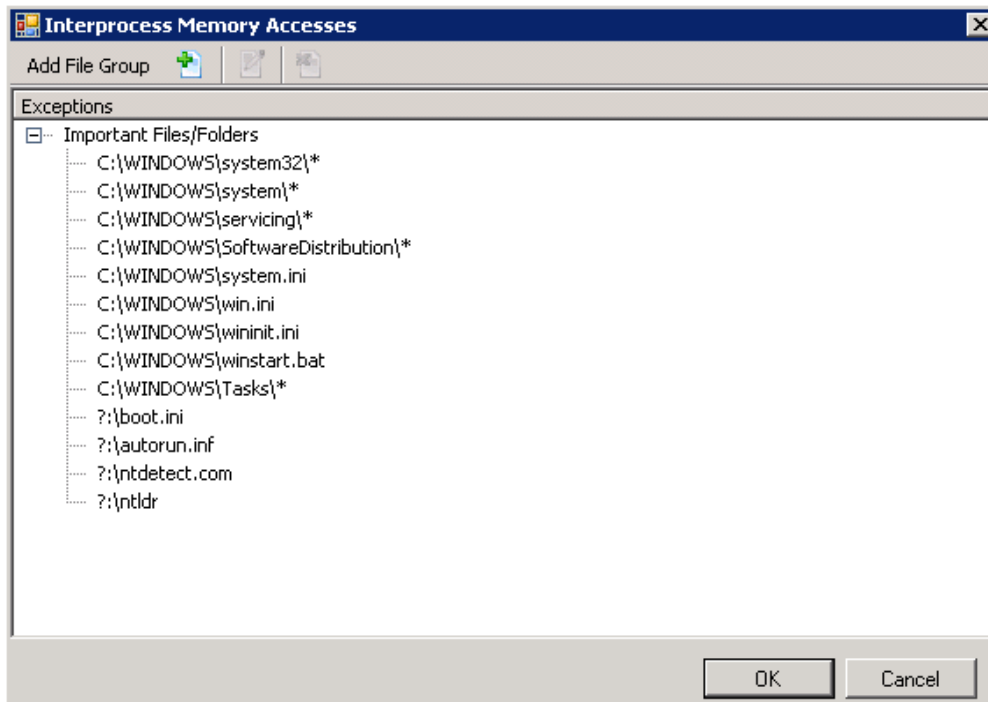 Interprocess Memory Accesses
Add File Group
Exceptions
Important Files/Folders
C:\WINDOWS\system32\*
C:\WINDOWS\system\*
C:\WINDOWS\servicing\*
C:\WINDOWS\SoftwareDistribution\*
C:\WINDOWS\system.ini
C:\WINDOWS\win.ini
C:\WINDOWS\wininit.ini
C:\WINDOWS\winstart.bat
C:\WINDOWS\Tasks\*
?:\boot.ini
?:\autorun.inf
?:\ntdetect.com
?:\ntldr
OK Cancel